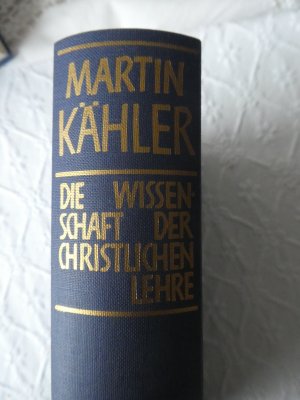 MARTIN
KÄHLER
DIE WISSEN-
SCHAFT DER
CHRISTLICHEN
LEHRE